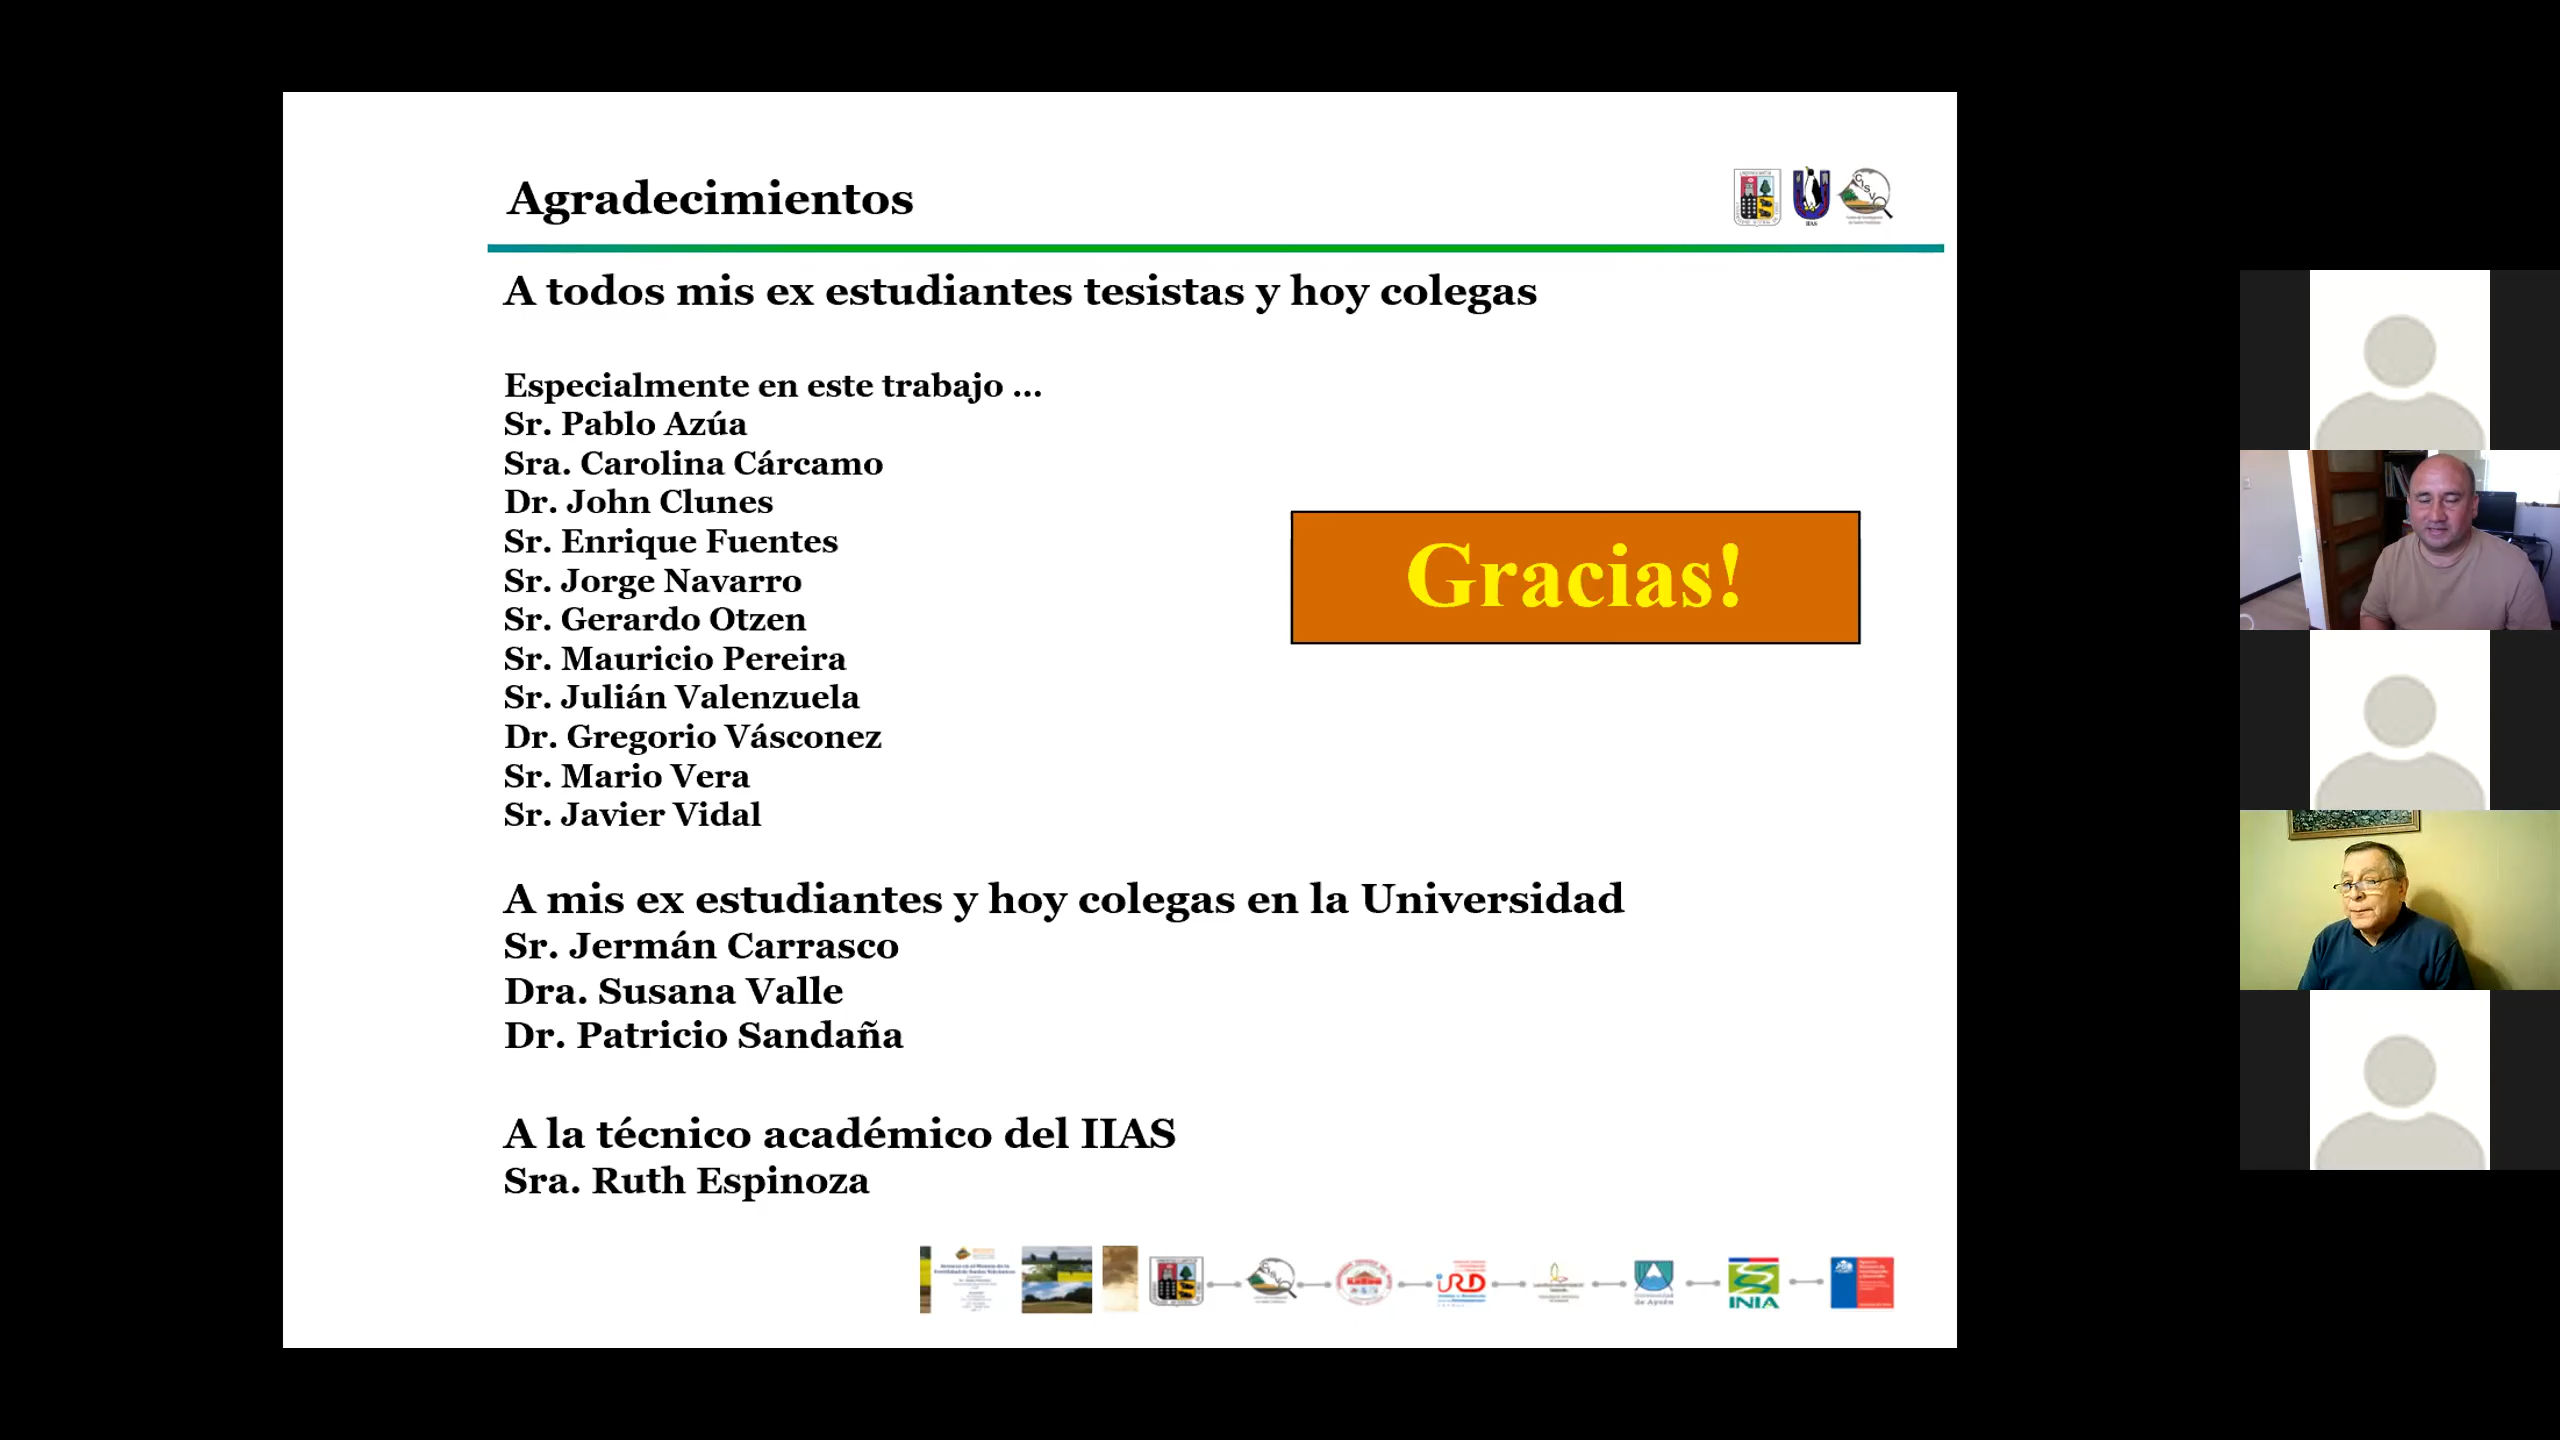 Agradecimientos
A todos mis ex estudiantes tesistas y hoy colegas
Especialmente en este trabajo ...
Sr. Pablo Azúa
Sra. Carolina Cárcamo
Dr. John Clunes
Sr. Enrique Fuentes
Sr. Jorge Navarro
Sr. Gerardo Otzen
Sr. Mauricio Pereira
Sr. Julián Valenzuela
Dr. Gregorio Vásconez
Sr. Mario Vera
Sr. Javier Vidal
Gracias!
A mis ex estudiantes y hoy colegas en la Universidad
Sr. Jermán Carrasco
Dra. Susana Valle
Dr. Patricio Sandaña
A la técnico académico del IIAS
Sra. Ruth Espinoza
iRD
de Aysén
INIA